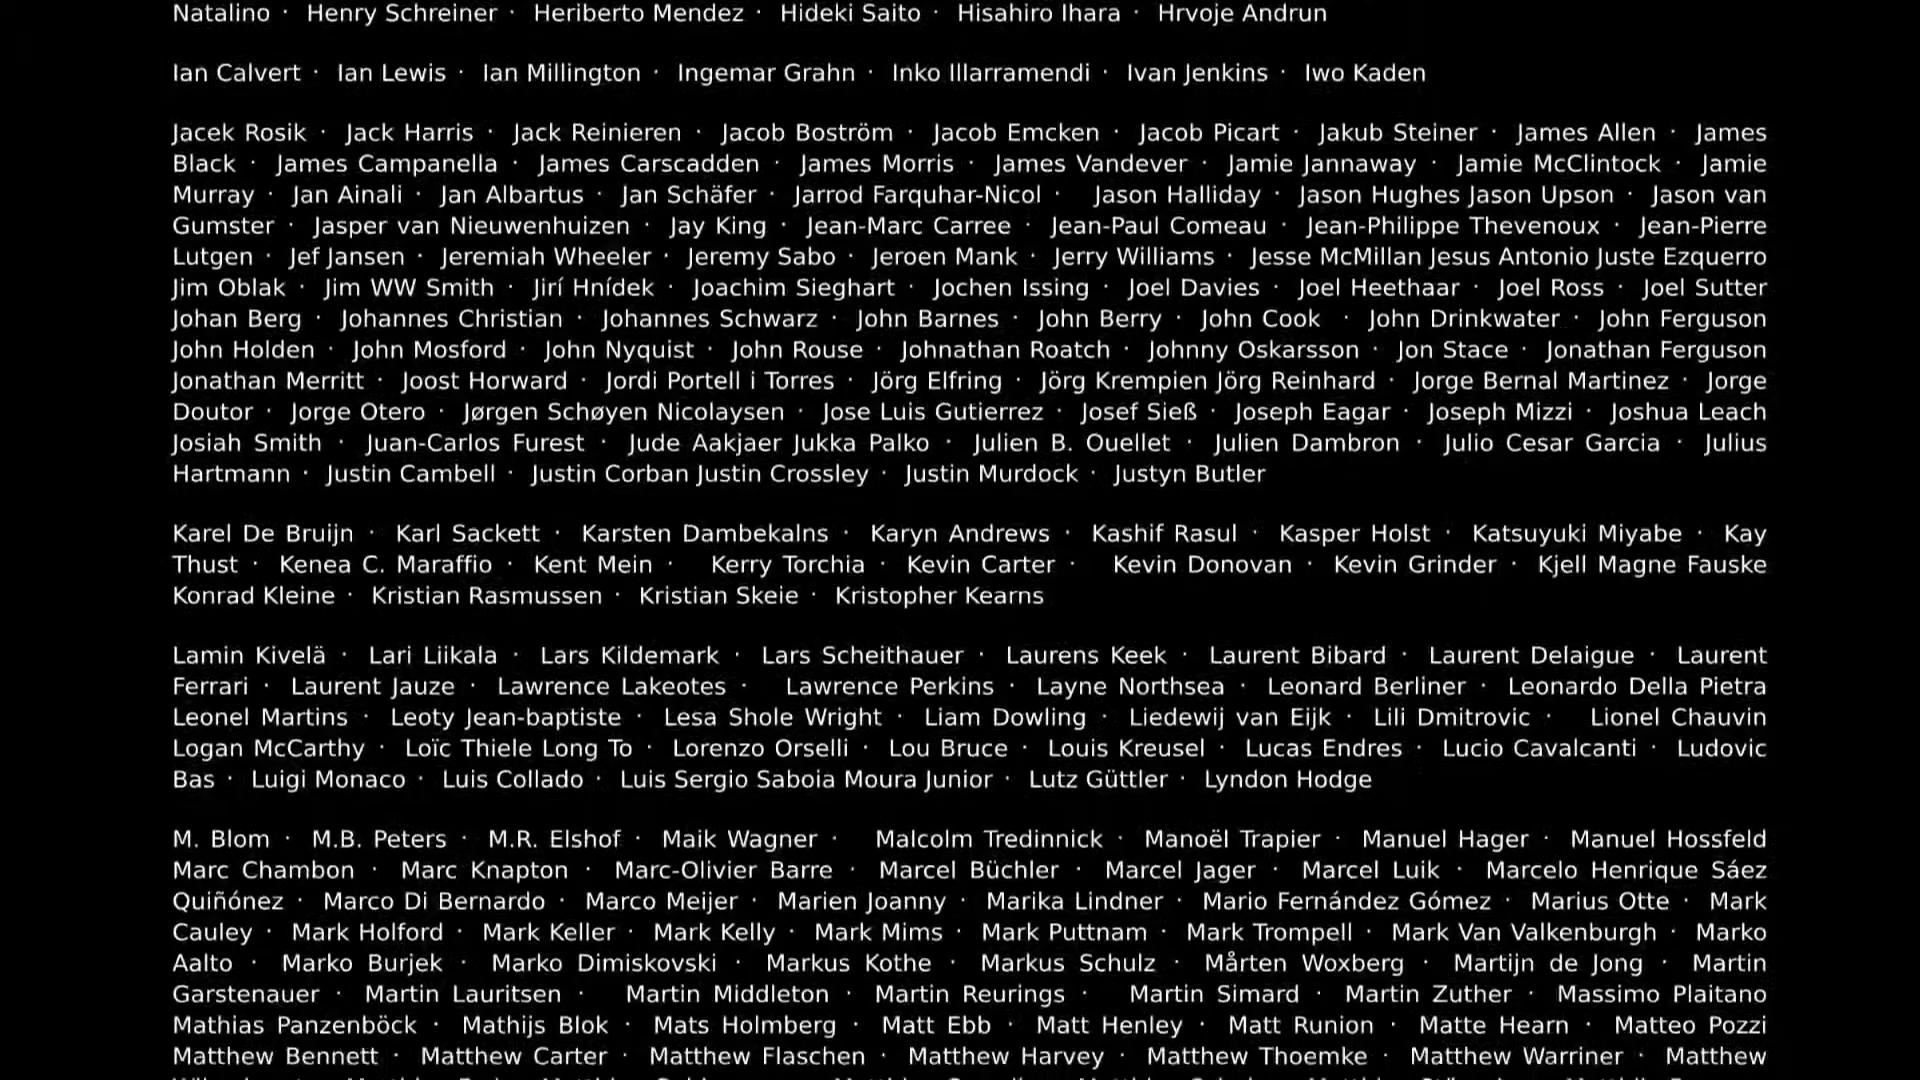 Natalino · Henry Schreiner · Heriberto Mendez · Hideki Saito · Hisahiro Ihara · Hrvoje Andrun
Ian Calvert · Ian Lewis · Ian Millington · Ingemar Grahn · Inko Illarramendi · Ivan Jenkins · Iwo Kaden
Jacek Rosik · Jack Harris · Jack Reinieren · Jacob Boström · Jacob Emcken · Jacob Picart · Jakub Steiner · James Allen · James
Black · James Campanella · James Carscadden · James Morris · James Vandever · Jamie Jannaway · Jamie McClintock · Jamie
Murray · Jan Ainali · Jan Albartus · Jan Schäfer · Jarrod Farquhar-Nicol · Jason Halliday · Jason Hughes Jason Upson · Jason van
Gumster · Jasper van Nieuwenhuizen · Jay King · Jean-Marc Carree · Jean-Paul Comeau · Jean-Philippe Thevenoux · Jean-Pierre
Lutgen · Jef Jansen · Jeremiah Wheeler · Jeremy Sabo · Jeroen Mank · Jerry Williams · Jesse McMillan Jesus Antonio Juste Ezquerro
Jim Oblak · Jim WW Smith · Jirí Hnídek · Joachim Sieghart · Jochen Issing · Joel Davies · Joel Heethaar · Joel Ross · Joel Sutter
Johan Berg · Johannes Christian · Johannes Schwarz · John Barnes · John Berry · John Cook · John Drinkwater · John Ferguson
John Holden · John Mosford · John Nyquist · John Rouse · Johnathan Roatch · Johnny Oskarsson · Jon Stace · Jonathan Ferguson
Jonathan Merritt · Joost Horward · Jordi Portell i Torres · Jörg Elfring · Jörg Krempien Jörg Reinhard · Jorge Bernal Martinez · Jorge
Doutor · Jorge Otero · Jørgen Schøyen Nicolaysen · Jose Luis Gutierrez · Josef Sieß · Joseph Eagar · Joseph Mizzi · Joshua Leach
Josiah Smith · Juan-Carlos Furest · Jude Aakjaer Jukka Palko · Julien B. Ouellet · Julien Dambron · Julio Cesar Garcia · Julius
Hartmann · Justin Cambell · Justin Corban Justin Crossley · Justin Murdock · Justyn Butler
Karel De Bruijn · Karl Sackett · Karsten Dambekalns · Karyn Andrews · Kashif Rasul · Kasper Holst · Katsuyuki Miyabe · Kay
Thust · Kenea C. Maraffio · Kent Mein · Kerry Torchia · Kevin Carter · Kevin Donovan · Kevin Grinder · Kjell Magne Fauske
Konrad Kleine · Kristian Rasmussen · Kristian Skeie · Kristopher Kearns
Lamin Kivelä · Lari Liikala · Lars Kildemark · Lars Scheithauer · Laurens Keek · Laurent Bibard · Laurent Delaigue · Laurent
Ferrari · Laurent Jauze · Lawrence Lakeotes · Lawrence Perkins · Layne Northsea · Leonard Berliner · Leonardo Della Pietra
Leonel Martins · Leoty Jean-baptiste · Lesa Shole Wright · Liam Dowling · Liedewij van Eijk · Lili Dmitrovic · Lionel Chauvin
Logan McCarthy · Loïc Thiele Long To · Lorenzo Orselli · Lou Bruce · Louis Kreusel · Lucas Endres · Lucio Cavalcanti · Ludovic
Bas · Luigi Monaco · Luis Collado · Luis Sergio Saboia Moura Junior · Lutz Güttler · Lyndon Hodge
M. Blom · M.B. Peters · M.R. Elshof · Maik Wagner · Malcolm Tredinnick · Manoël Trapier · Manuel Hager · Manuel Hossfeld
Marc Chambon · Marc Knapton · Marc-Olivier Barre · Marcel Büchler · Marcel Jager · Marcel Luik · Marcelo Henrique Sáez
Quiñónez · Marco Di Bernardo · Marco Meijer · Marien Joanny · Marika Lindner · Mario Fernández Gómez · Marius Otte · Mark
Cauley · Mark Holford · Mark Keller · Mark Kelly · Mark Mims · Mark Puttnam · Mark Trompell · Mark Van Valkenburgh · Marko
Aalto · Marko Burjek · Marko Dimiskovski · Markus Kothe · Markus Schulz · Mårten Woxberg · Martijn de Jong · Martin
Garstenauer · Martin Lauritsen · Martin Middleton · Martin Reurings · Martin Simard · Martin Zuther · Massimo Plaitano
Mathias Panzenböck · Mathijs Blok · Mats Holmberg · Matt Ebb · Matt Henley · Matt Runion · Matte Hearn · Matteo Pozzi
Matthew Bennett · Matthew Carter · Matthew Flaschen · Matthew Harvey · Matthew Thoemke · Matthew Warriner · Matthew